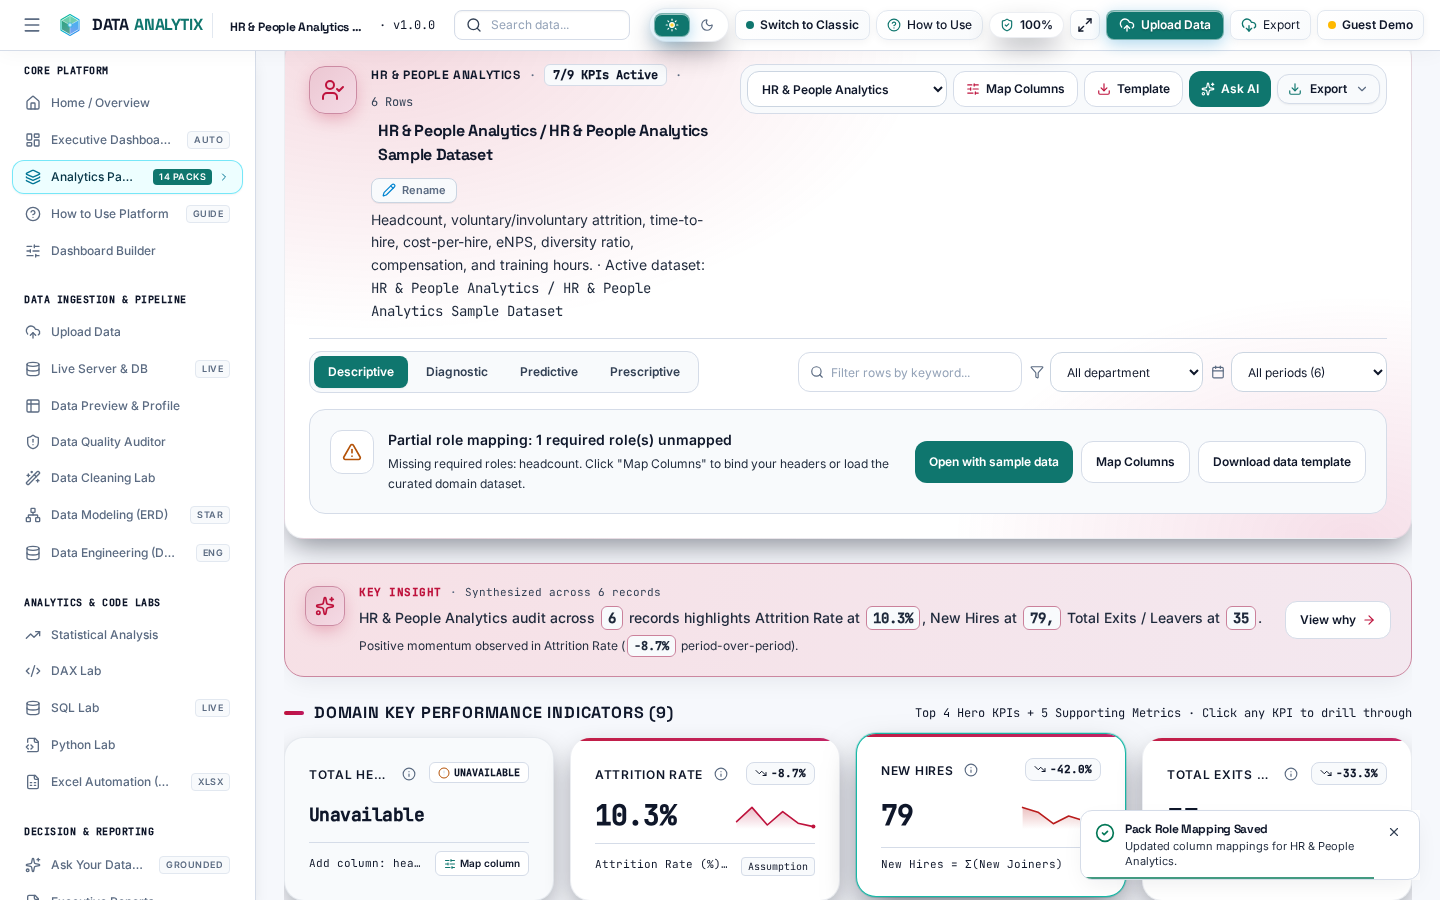 DATA ANALYTIX
HR & People Analytics ...
· v1.0.0
Search data...
Switch to Classic
How to Use
100%
Upload Data
Export
Guest Demo
CORE PLATFORM
Home / Overview
Executive Dashboa... AUTO
Analytics Pa... 14 PACKS
How to Use Platform GUIDE
Dashboard Builder
DATA INGESTION & PIPELINE
Upload Data
Live Server & DB LIVE
Data Preview & Profile
Data Quality Auditor
Data Cleaning Lab
Data Modeling (ERD) STAR
Data Engineering (D... ENG
ANALYTICS & CODE LABS
Statistical Analysis
DAX Lab
SQL Lab LIVE
Python Lab
Excel Automation (... XLSX
DECISION & REPORTING
Ask Your Data... GROUNDED
HR & PEOPLE ANALYTICS · 7/9 KPIs Active ·
6 Rows
HR & People Analytics / HR & People Analytics
Sample Dataset
Rename
Headcount, voluntary/involuntary attrition, time-to-
hire, cost-per-hire, eNPS, diversity ratio,
compensation, and training hours. · Active dataset:
HR & People Analytics / HR & People
Analytics Sample Dataset
HR & People Analytics
Map Columns
Template
Ask AI
Export
Descriptive
Diagnostic
Predictive
Prescriptive
Filter rows by keyword...
All department
All periods (6)
Partial role mapping: 1 required role(s) unmapped
Missing required roles: headcount. Click "Map Columns" to bind your headers or load the
curated domain dataset.
Open with sample data
Map Columns
Download data template
KEY INSIGHT · Synthesized across 6 records
HR & People Analytics audit across 6 records highlights Attrition Rate at 10.3%, New Hires at 79, Total Exits / Leavers at 35.
Positive momentum observed in Attrition Rate (-8.7% period-over-period).
View why
DOMAIN KEY PERFORMANCE INDICATORS (9)
Top 4 Hero KPIs + 5 Supporting Metrics · Click any KPI to drill through
TOTAL HE... UNAVAILABLE
Unavailable
Add column: hea... Map column
ATTRITION RATE -8.7%
10.3%
Attrition Rate (%)... Assumption
NEW HIRES -42.0%
79
New Hires = Σ(New Joiners)
TOTAL EXITS ... -33.3%
Pack Role Mapping Saved
Updated column mappings for HR & People
Analytics.